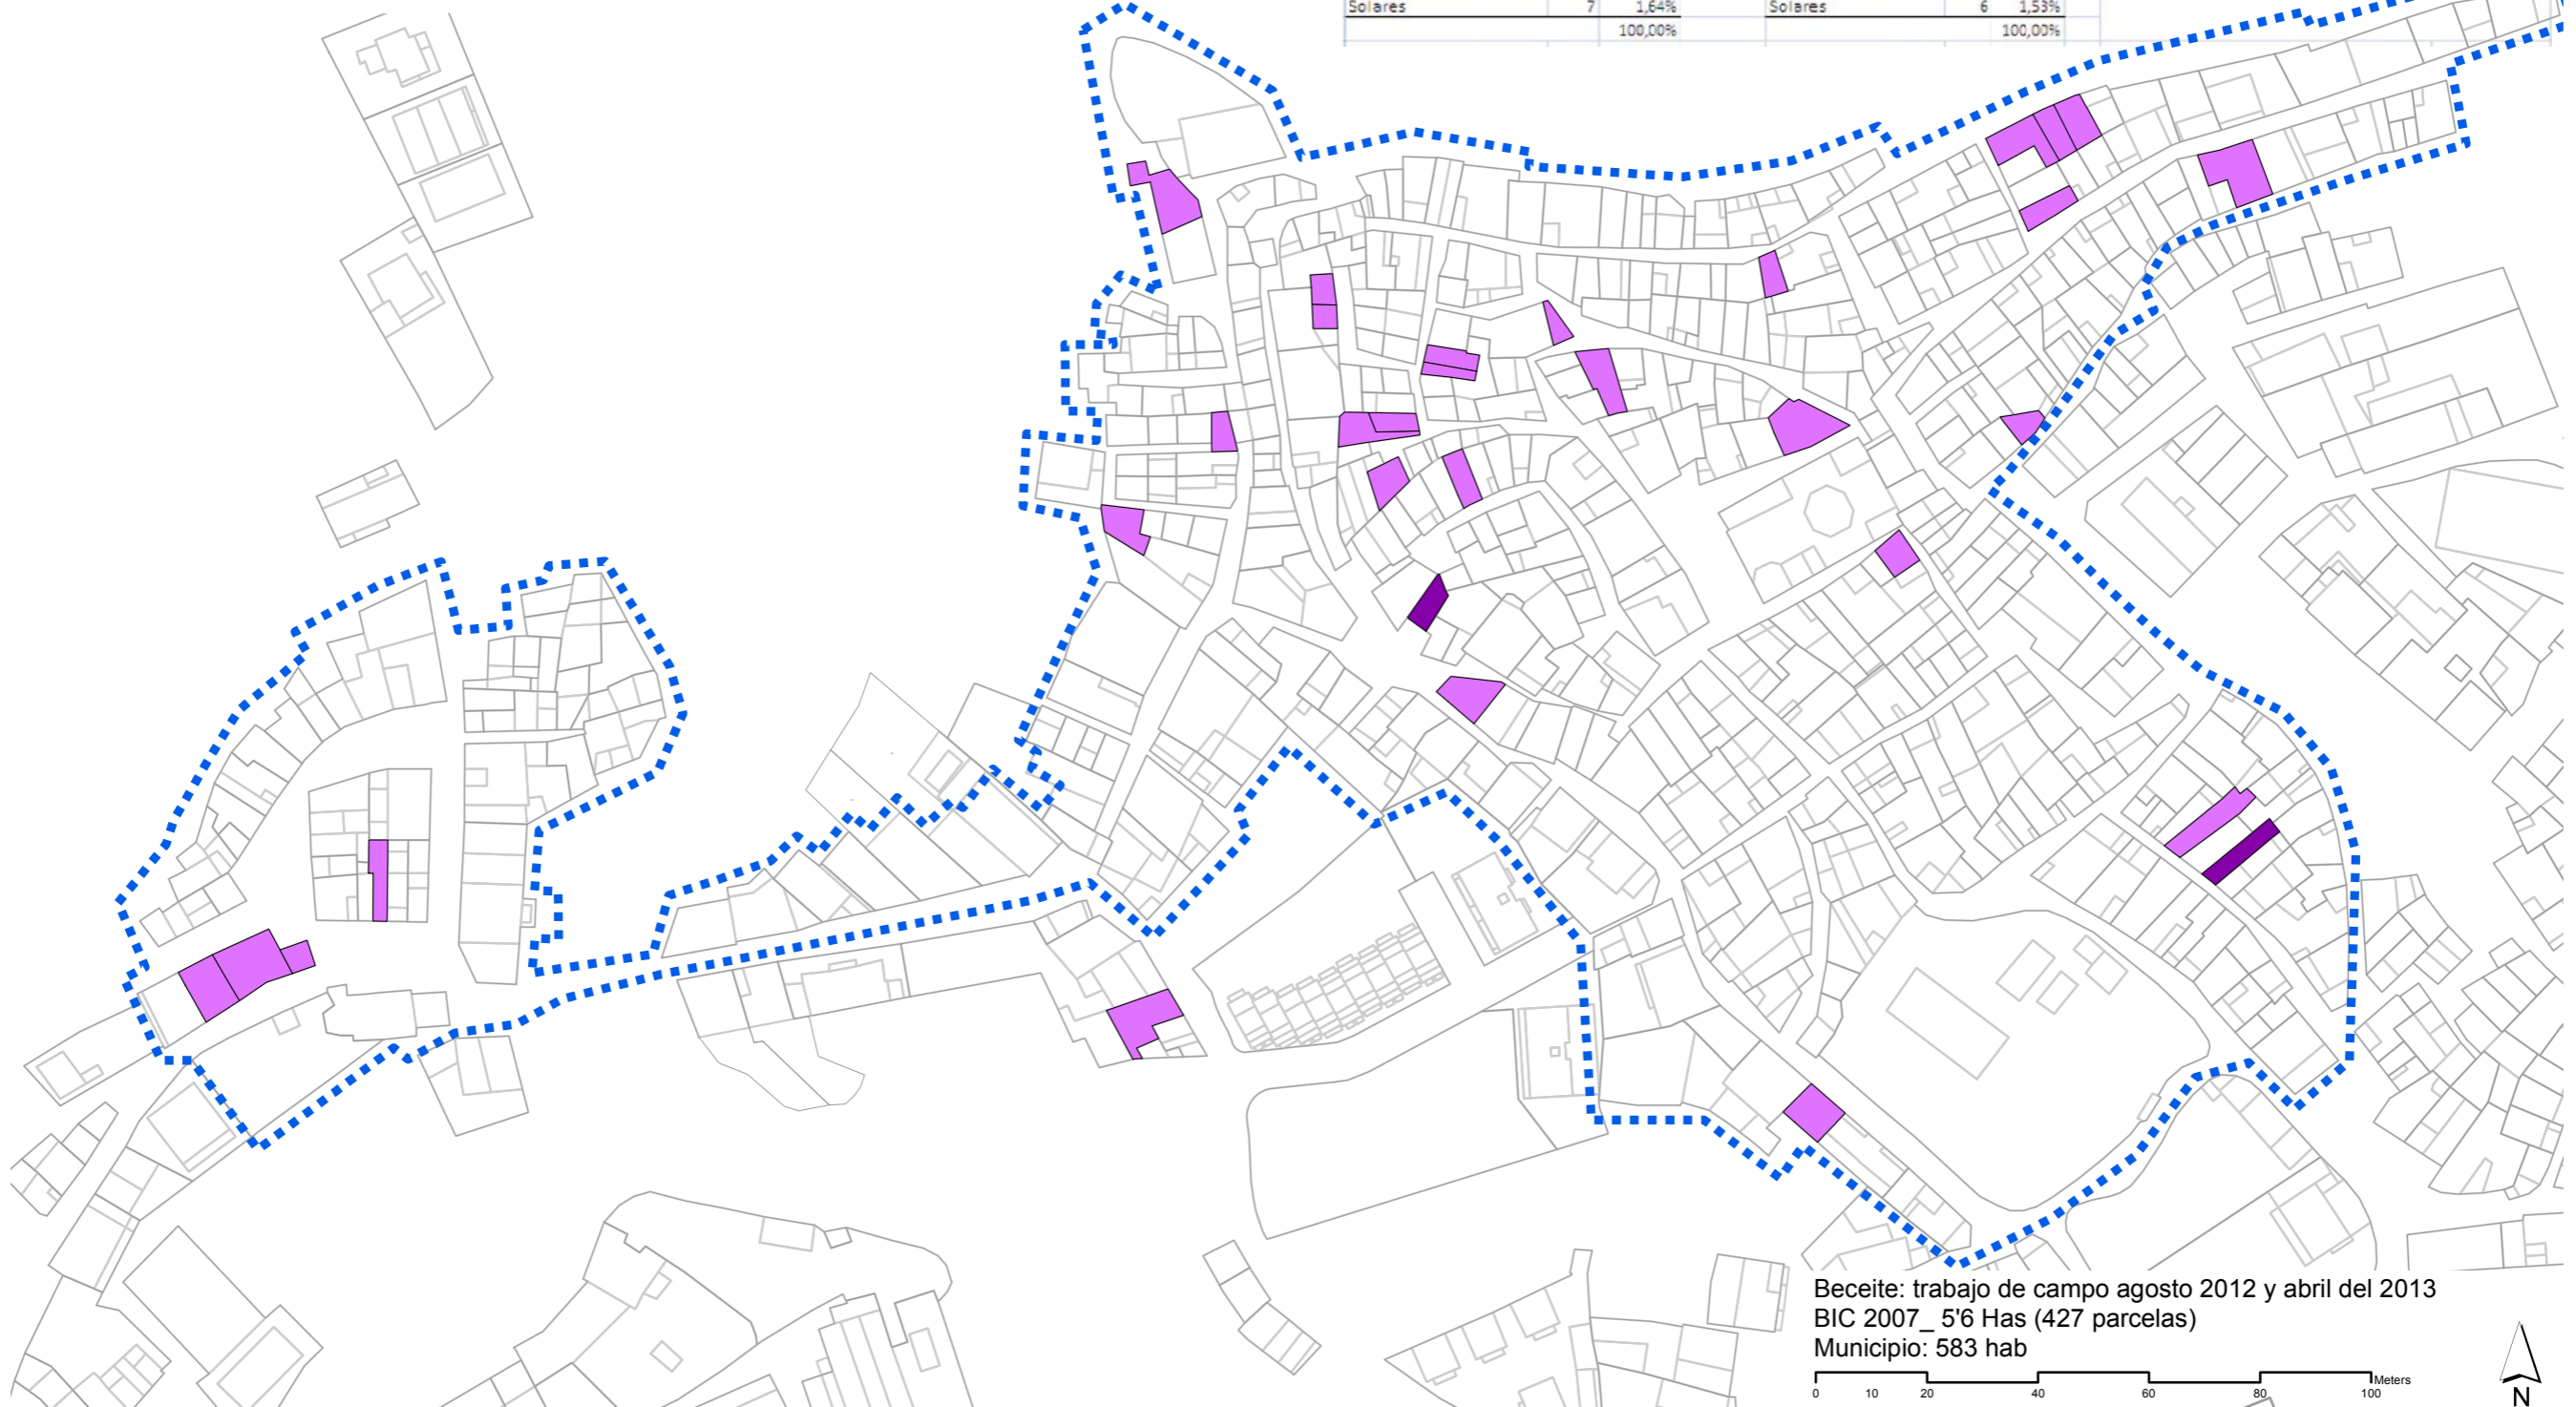 Solares 7 1,64% Solares 6 1,53%
100,00% 100,00%
Beceite: trabajo de campo agosto 2012 y abril del 2013
BIC 2007_ 5'6 Has (427 parcelas)
Municipio: 583 hab
Meters
0 10 20 40 60 80 100
N